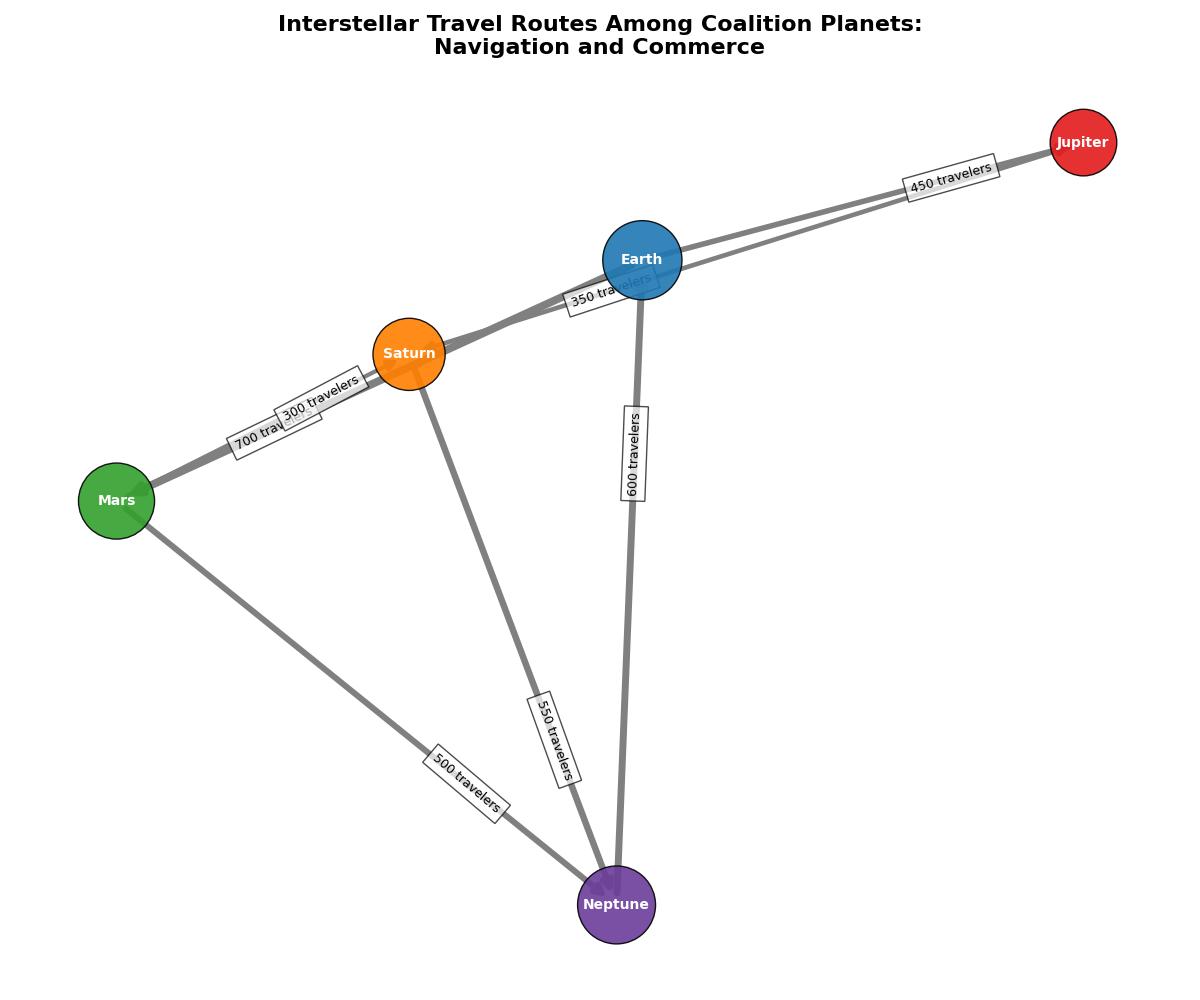 Interstellar Travel Routes Among Coalition Planets:
Navigation and Commerce
Jupiter
450 travelers
Earth
350 travelers
Saturn
300 travelers
700 travelers
600 travelers
Mars
550 travelers
500 travelers
Neptune